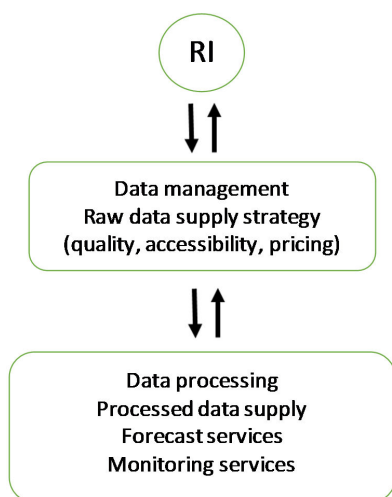 RI
Data management
Raw data supply strategy
(quality, accessibility, pricing)
Data processing
Processed data supply
Forecast services
Monitoring services